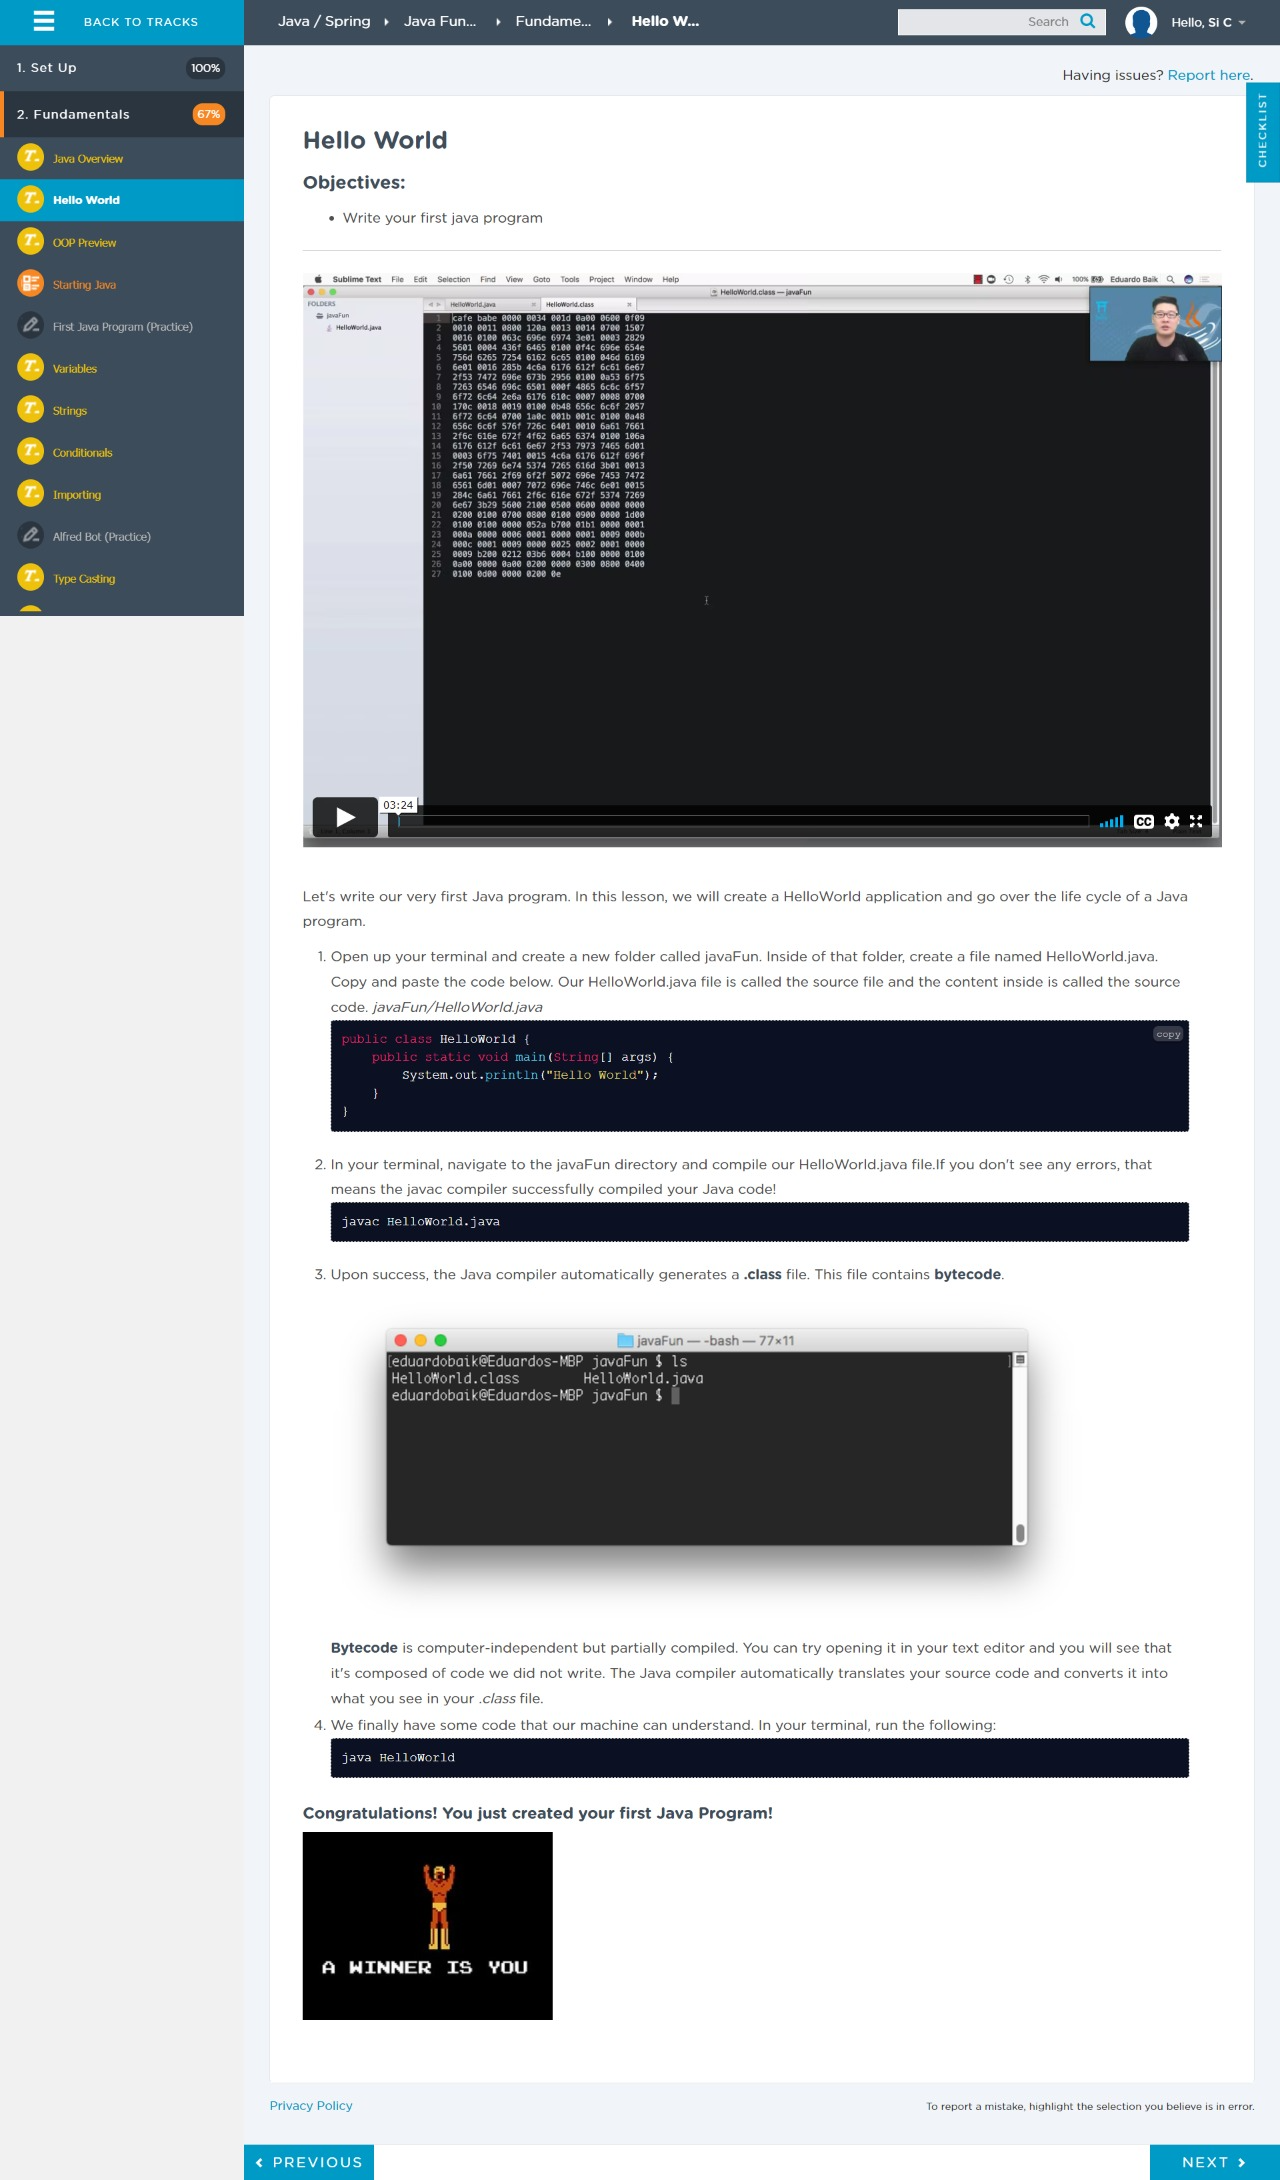 BACK TO TRACKS
Java / Spring
Java Fun...
Fundame...
Hello W...
Search
Hello, Si C
1. Set Up
100%
2. Fundamentals
67%
Java Overview
Hello World
OOP Preview
Starting Java
First Java Program (Practice)
Variables
Strings
Conditionals
Importing
Alfred Bot (Practice)
Type Casting
Having issues? Report here.
CHECKLIST
Hello World
Objectives:
Write your first java program
Sublime Text File Edit Selection Find View Goto Tools Project Window Help
100%
Eduardo Baik
HelloWorld.class — javaFun
FOLDERS
javaFun
HelloWorld.java
HelloWorld.java
HelloWorld.class
1 cafe babe 0000 0034 001d 0a00 0600 0f09
2 0010 0011 0800 120a 0013 0014 0700 1507
3 0016 0100 063c 696e 6974 3e01 0003 2829
4 5601 0004 436f 6465 0100 0f4c 696e 654e
5 756d 6265 7254 6162 6c65 0100 046d 6169
6 6e01 0016 285b 4c6a 6176 612f 6c61 6e67
7 2f53 7472 696e 673b 2956 0100 0a53 6f75
8 7263 6546 696c 6501 000f 4865 6c6c 6f57
9 6f72 6c64 2e6a 6176 610c 0007 0008 0700
10 170c 0018 0019 0100 0b48 656c 6c6f 2057
11 6f72 6c64 0700 1a0c 001b 001c 0100 0a48
12 656c 6c6f 576f 726c 6401 0010 6a61 7661
13 2f6c 616e 672f 4f62 6a65 6374 0100 106a
14 6176 612f 6c61 6e67 2f53 7973 7465 6d01
15 0003 6f75 7401 0015 4c6a 6176 612f 696f
16 2f50 7269 6e74 5374 7265 616d 3b01 0013
17 6a61 7661 2f69 6f2f 5072 696e 7453 7472
18 6561 6d01 0007 7072 696e 746c 6e01 0015
19 284c 6a61 7661 2f6c 616e 672f 5374 7269
20 6e67 3b29 5600 2100 0500 0600 0000 0000
21 0200 0100 0700 0800 0100 0900 0000 1d00
22 0100 0100 0000 052a b700 01b1 0000 0001
23 000a 0000 0006 0001 0000 0001 0009 000b
24 000c 0001 0009 0000 0025 0002 0001 0000
25 0009 b200 0212 03b6 0004 b100 0000 0100
26 0a00 0000 0a00 0200 0000 0300 0800 0400
27 0100 0d00 0000 0200 0e
03:24
CC
Let's write our very first Java program. In this lesson, we will create a HelloWorld application and go over the life cycle of a Java
program.
1. Open up your terminal and create a new folder called javaFun. Inside of that folder, create a file named HelloWorld.java.
Copy and paste the code below. Our HelloWorld.java file is called the source file and the content inside is called the source
code. javaFun/HelloWorld.java
copy
public class HelloWorld {
public static void main(String[] args) {
System.out.println("Hello World");
}
}
2. In your terminal, navigate to the javaFun directory and compile our HelloWorld.java file.If you don't see any errors, that
means the javac compiler successfully compiled your Java code!
javac HelloWorld.java
3. Upon success, the Java compiler automatically generates a .class file. This file contains bytecode.
javaFun — -bash — 77×11
[eduardobaik@Eduardos-MBP javaFun $ ls ]
HelloWorld.class HelloWorld.java
eduardobaik@Eduardos-MBP javaFun $
Bytecode is computer-independent but partially compiled. You can try opening it in your text editor and you will see that
it's composed of code we did not write. The Java compiler automatically translates your source code and converts it into
what you see in your .class file.
4. We finally have some code that our machine can understand. In your terminal, run the following:
java HelloWorld
Congratulations! You just created your first Java Program!
A WINNER IS YOU
Privacy Policy
To report a mistake, highlight the selection you believe is in error.
PREVIOUS
NEXT